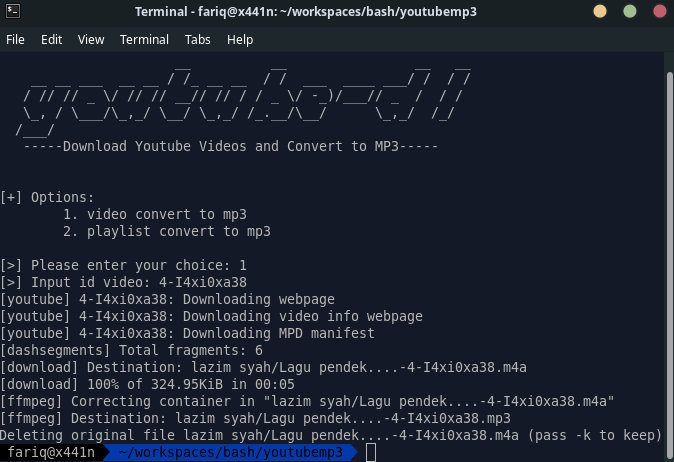 Terminal - fariq@x441n: ~/workspaces/bash/youtubemp3
File Edit View Terminal Tabs Help
youtube-dl
-----Download Youtube Videos and Convert to MP3-----
[+] Options:
1. video convert to mp3
2. playlist convert to mp3
[>] Please enter your choice: 1
[>] Input id video: 4-I4xi0xa38
[youtube] 4-I4xi0xa38: Downloading webpage
[youtube] 4-I4xi0xa38: Downloading video info webpage
[youtube] 4-I4xi0xa38: Downloading MPD manifest
[dashsegments] Total fragments: 6
[download] Destination: lazim syah/Lagu pendek....-4-I4xi0xa38.m4a
[download] 100% of 324.95KiB in 00:05
[ffmpeg] Correcting container in "lazim syah/Lagu pendek....-4-I4xi0xa38.m4a"
[ffmpeg] Destination: lazim syah/Lagu pendek....-4-I4xi0xa38.mp3
Deleting original file lazim syah/Lagu pendek....-4-I4xi0xa38.m4a (pass -k to keep)
fariq@x441n ~/workspaces/bash/youtubemp3